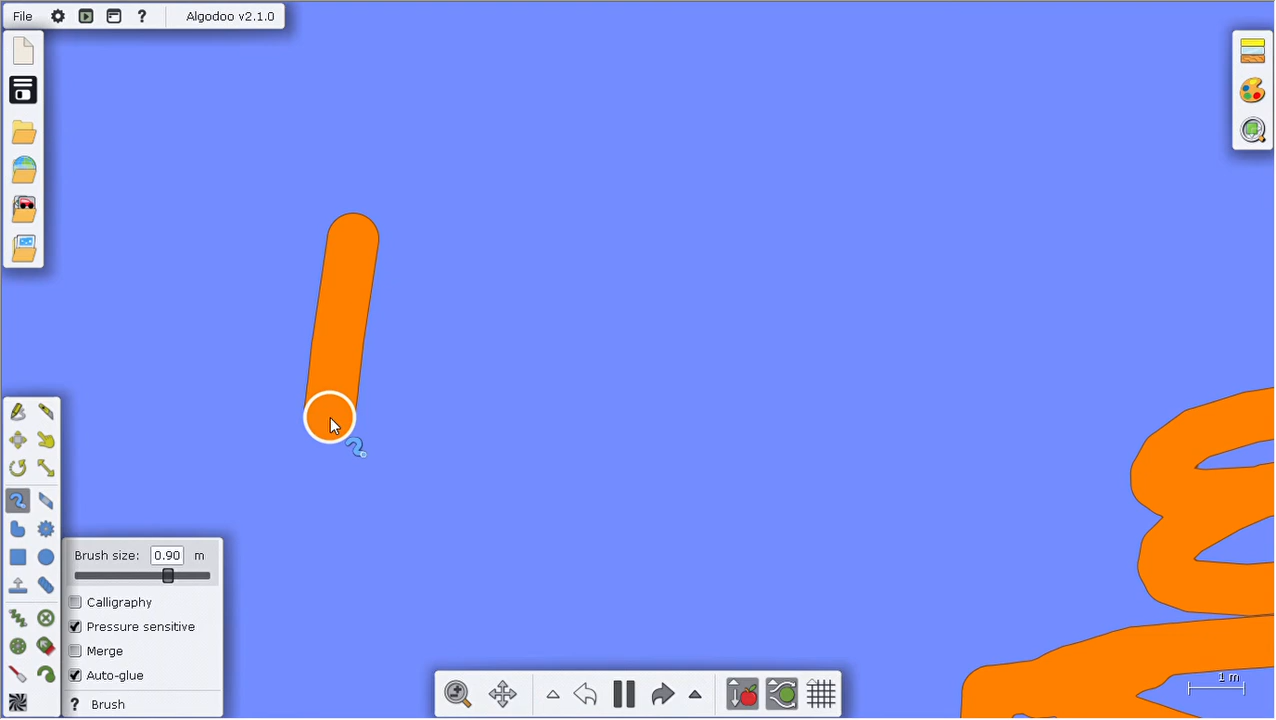 File ? Algodoo v2.1.0
Brush size: 0.90 m
Calligraphy
Pressure sensitive
Merge
Auto-glue
? Brush
1 m